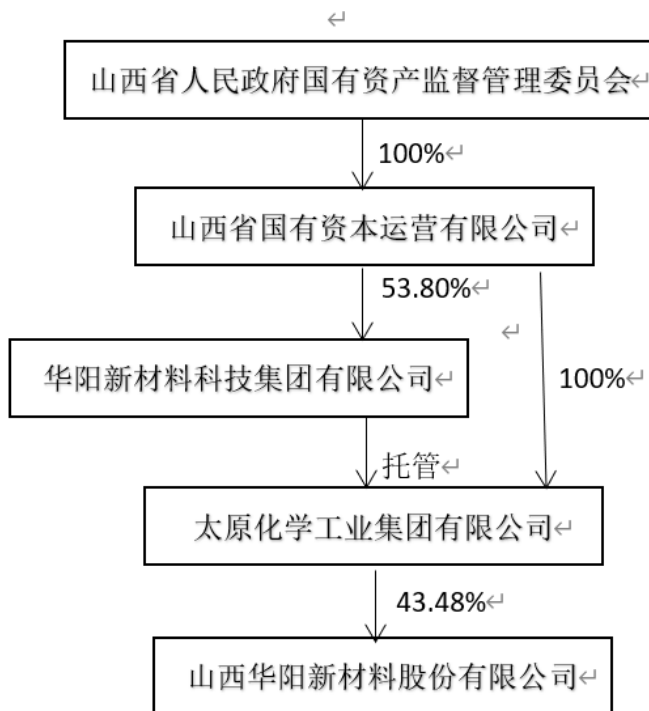 山西省人民政府国有资产监督管理委员会
100%
山西省国有资本运营有限公司
53.80%
华阳新材料科技集团有限公司
100%
托管
太原化学工业集团有限公司
43.48%
山西华阳新材料股份有限公司